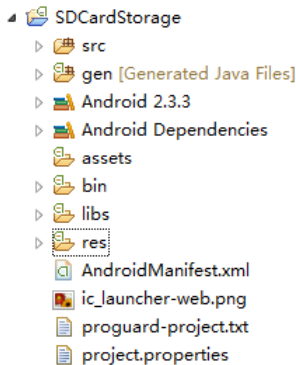 SDCardStorage
src
gen [Generated Java Files]
Android 2.3.3
Android Dependencies
assets
bin
libs
res
AndroidManifest.xml
ic_launcher-web.png
proguard-project.txt
project.properties